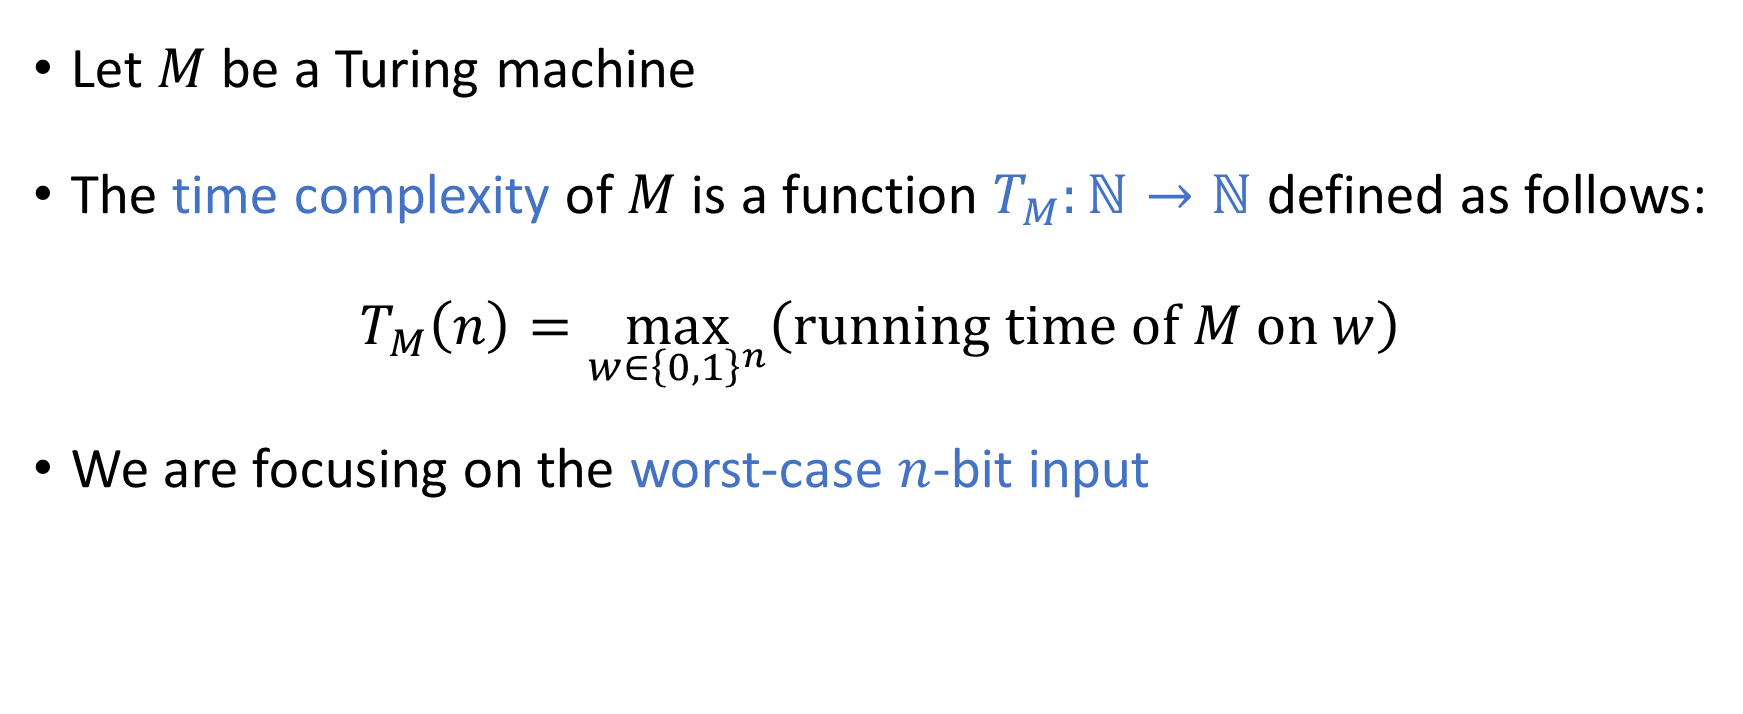 • Let 𝑀 be a Turing machine
• The time complexity of 𝑀 is a function 𝑇_𝑀: ℕ → ℕ defined as follows:
𝑇_𝑀(𝑛) = max_{𝑤∈{0,1}^𝑛} (running time of 𝑀 on 𝑤)
• We are focusing on the worst-case 𝑛-bit input